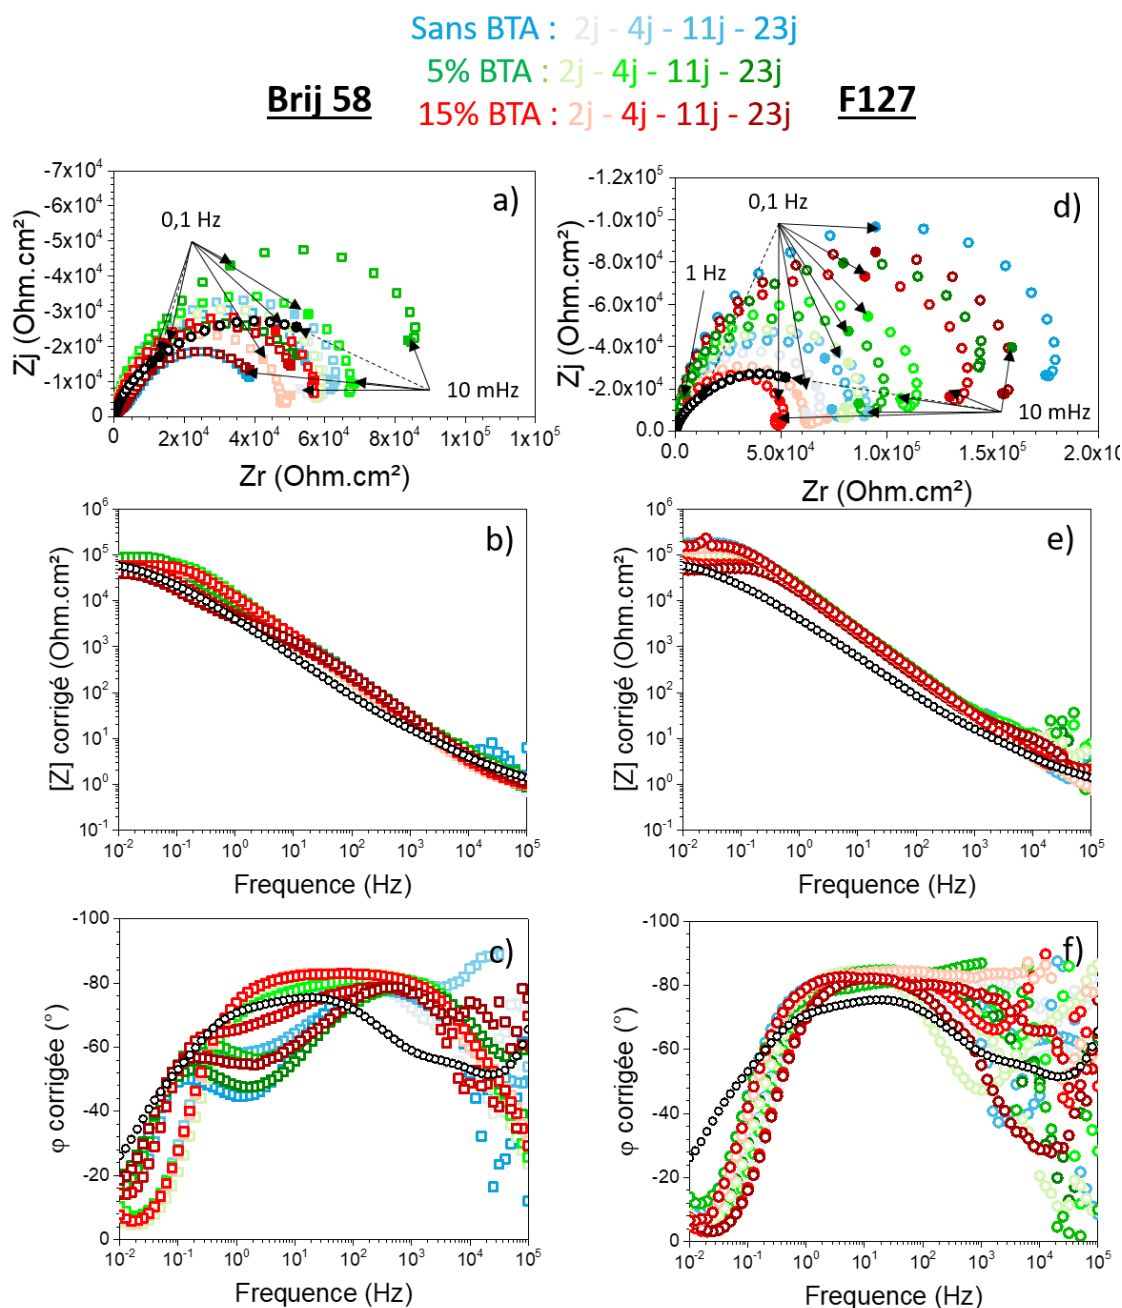 Sans BTA : 2j - 4j - 11j - 23j
5% BTA : 2j - 4j - 11j - 23j
Brij 58
15% BTA : 2j - 4j - 11j - 23j
F127
a)
-7x10⁴
-6x10⁴
-5x10⁴
-4x10⁴
-3x10⁴
-2x10⁴
-1x10⁴
0
Zj (Ohm.cm²)
0,1 Hz
10 mHz
0
2x10⁴
4x10⁴
6x10⁴
8x10⁴
1x10⁵
1x10⁵
Zr (Ohm.cm²)
d)
-1.2x10⁵
-1.0x10⁵
-8.0x10⁴
-6.0x10⁴
-4.0x10⁴
-2.0x10⁴
0.0
Zj (Ohm.cm²)
0,1 Hz
1 Hz
10 mHz
0.0
5.0x10⁴
1.0x10⁵
1.5x10⁵
2.0x1
Zr (Ohm.cm²)
b)
10⁶
10⁵
10⁴
10³
10²
10¹
10⁰
10⁻¹
[Z] corrigé (Ohm.cm²)
10⁻²
10⁻¹
10⁰
10¹
10²
10³
10⁴
10⁵
Frequence (Hz)
e)
10⁶
10⁵
10⁴
10³
10²
10¹
10⁰
10⁻¹
[Z] corrigé (Ohm.cm²)
10⁻²
10⁻¹
10⁰
10¹
10²
10³
10⁴
10⁵
Frequence (Hz)
c)
-100
-80
-60
-40
-20
0
φ corrigée (°)
10⁻²
10⁻¹
10⁰
10¹
10²
10³
10⁴
10⁵
Frequence (Hz)
f)
-100
-80
-60
-40
-20
0
φ corrigée (°)
10⁻²
10⁻¹
10⁰
10¹
10²
10³
10⁴
10⁵
Frequence (Hz)